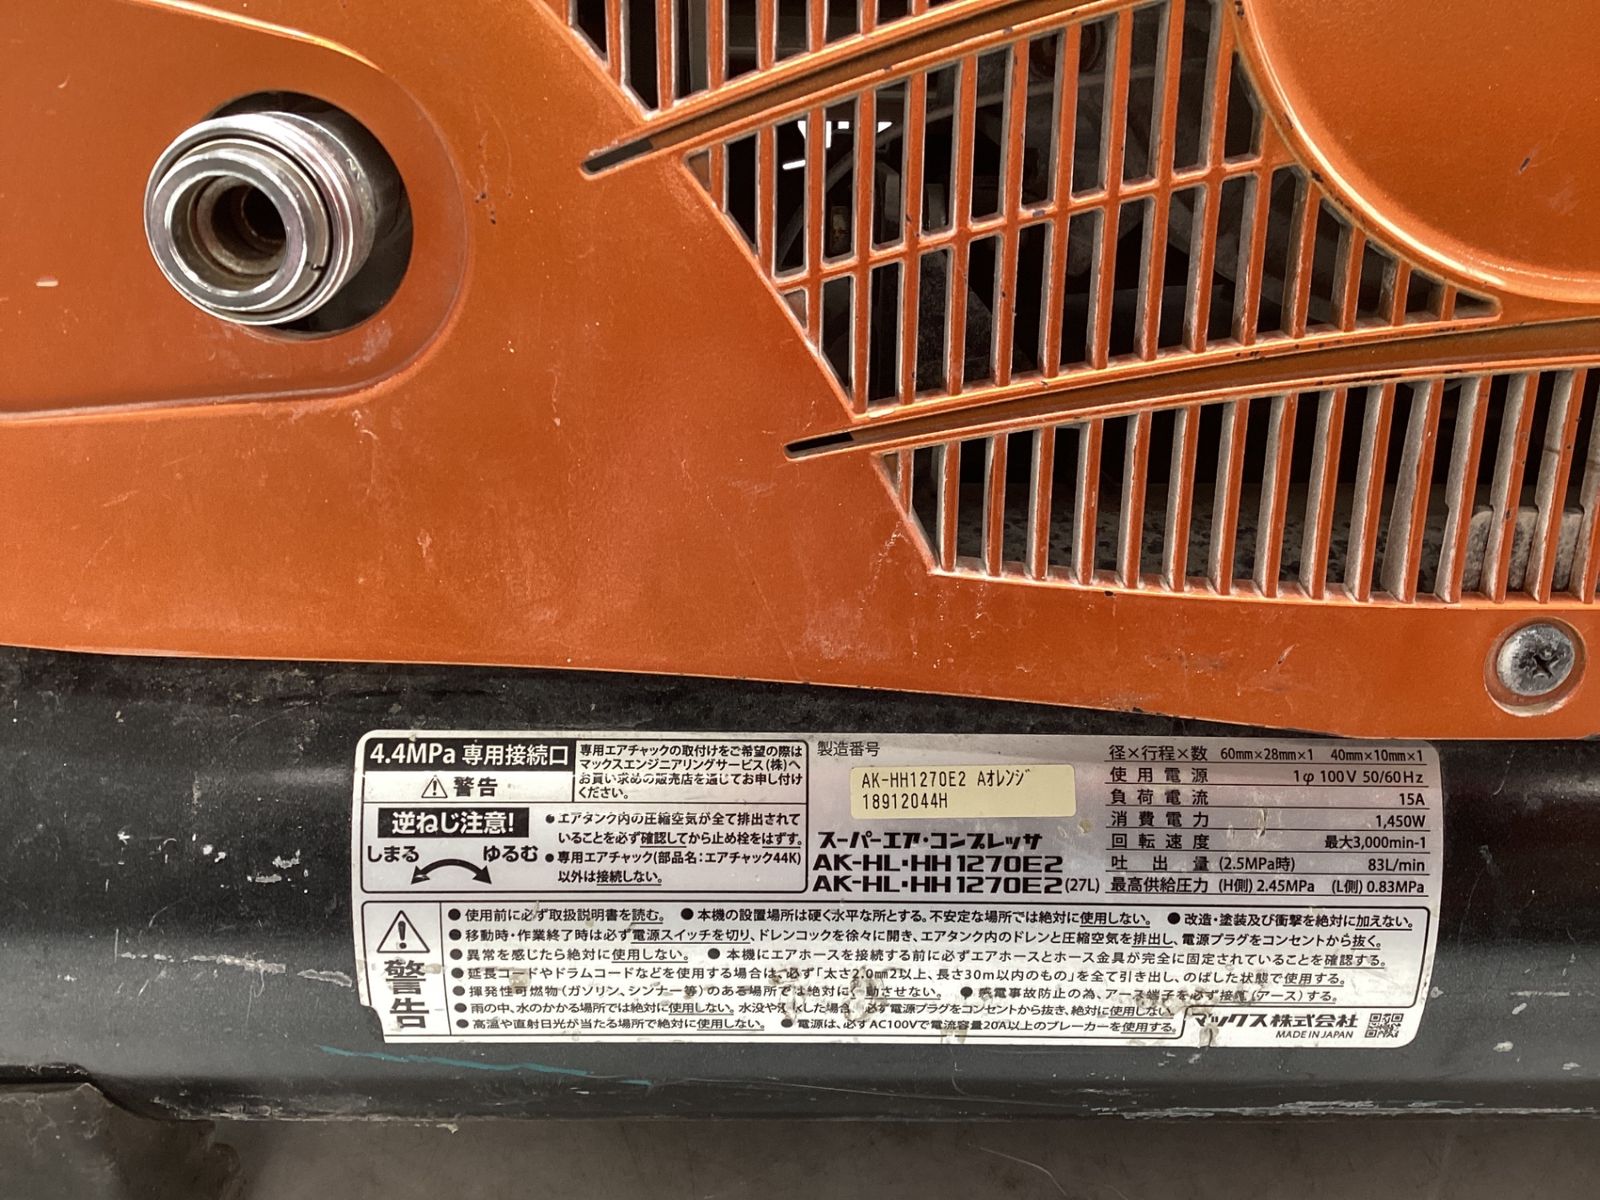 4.4MPa 専用接続口
警告
専用エアチャックの取付けをご希望の際は
マックスエンジニアリングサービス(株)へ
お買い求めの販売店を通じてお申し付け
ください。
逆ねじ注意!
しまる ゆるむ
●エアタンク内の圧縮空気が全て排出されて
いることを必ず確認してから止め栓をはずす。
●専用エアチャック(部品名:エアチャック44K)
以外は接続しない。
製造番号
AK-HH1270E2 Aオレンジ
18912044H
スーパーエア・コンプレッサ
AK-HL・HH1270E2
AK-HL・HH1270E2(27L)
径×行程×数 60mm×28mm×1 40mm×10mm×1
使用電源 1φ 100V 50/60Hz
負荷電流 15A
消費電力 1,450W
回転速度 最大3,000min-1
吐出量 (2.5MPa時) 83L/min
最高供給圧力 (H側) 2.45MPa (L側) 0.83MPa
警告
●使用前に必ず取扱説明書を読む。 ●本機の設置場所は硬く水平な所とする。不安定な場所では絶対に使用しない。 ●改造・塗装及び衝撃を絶対に加えない。
●移動時・作業終了時は必ず電源スイッチを切り、ドレンコックを徐々に開き、エアタンク内のドレンと圧縮空気を排出し、電源プラグをコンセントから抜く。
●異常を感じたら絶対に使用しない。 ●本機にエアホースを接続する前に必ずエアホースとホース金具が完全に固定されていることを確認する。
●延長コードやドラムコードなどを使用する場合は、必ず「太さ2.0mm2以上、長さ30m以内のもの」を全て引き出し、のばした状態で使用する。
●揮発性可燃物(ガソリン、シンナー等)のある場所では絶対に 動させない。 ●感電事故防止の為、アース端子を必ず接 (アース)する。
●雨の中、水のかかる場所では絶対に使用しない。水没や した場合 必ず電源プラグをコンセントから抜き、絶対に使用しない。
●高温や直射日光が当たる場所で絶対に使用しない。 ●電源は、必ずAC100Vで電流容量20A以上のブレーカーを使用する。
マックス株式会社
MADE IN JAPAN